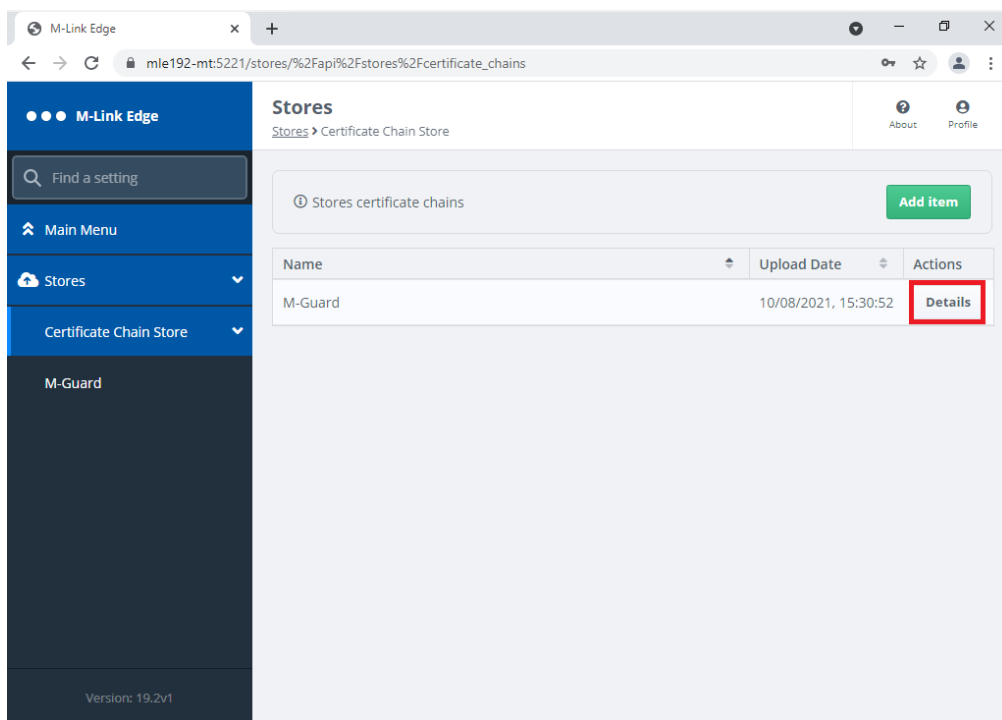 M-Link Edge
mle192-mt:5221/stores/%2Fapi%2Fstores%2Fcertificate_chains
M-Link Edge
Stores
Stores > Certificate Chain Store
About
Profile
Find a setting
Stores certificate chains
Add item
Main Menu
Name
Upload Date
Actions
Stores
M-Guard
10/08/2021, 15:30:52
Details
Certificate Chain Store
M-Guard
Version: 19.2v1